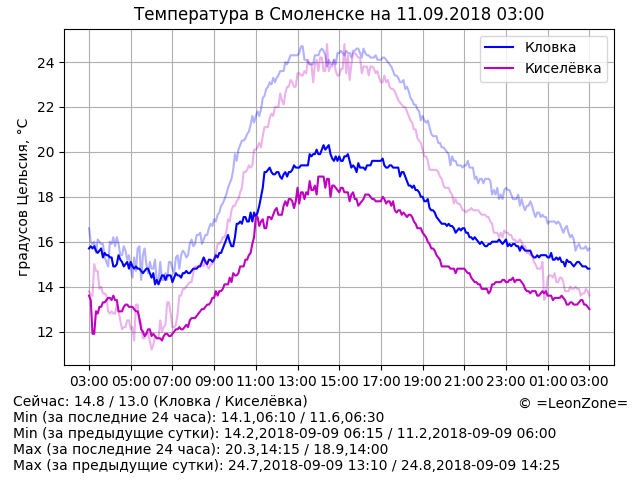 Температура в Смоленске на 11.09.2018 03:00
Кловка
Киселёвка
градусов Цельсия, °C
24
22
20
18
16
14
12
03:00 05:00 07:00 09:00 11:00 13:00 15:00 17:00 19:00 21:00 23:00 01:00 03:00
Сейчас: 14.8 / 13.0 (Кловка / Киселёвка)
© =LeonZone=
Min (за последние 24 часа): 14.1,06:10 / 11.6,06:30
Min (за предыдущие сутки): 14.2,2018-09-09 06:15 / 11.2,2018-09-09 06:00
Max (за последние 24 часа): 20.3,14:15 / 18.9,14:00
Max (за предыдущие сутки): 24.7,2018-09-09 13:10 / 24.8,2018-09-09 14:25